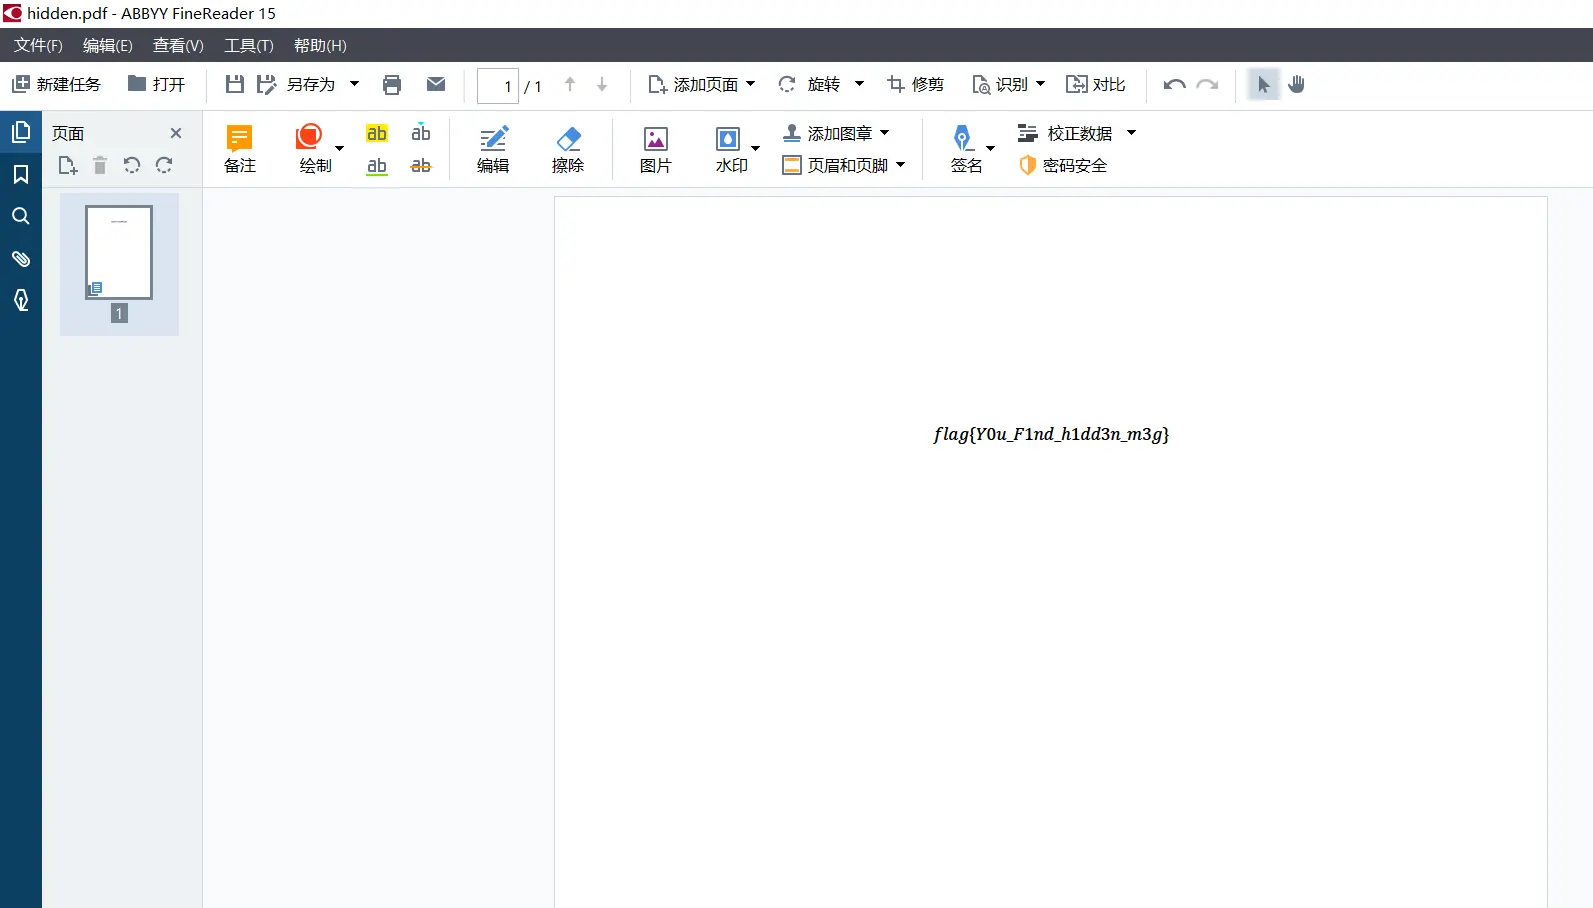 hidden.pdf - ABBYY FineReader 15
文件(F) 编辑(E) 查看(V) 工具(T) 帮助(H)
新建任务 打开 另存为 1 / 1 添加页面 旋转 修剪 识别 对比
页面
备注 绘制 ab ab ab ab 编辑 擦除 图片 水印 添加图章 页眉和页脚 签名 校正数据 密码安全
1
flag{Y0u_F1nd_h1dd3n_m3g}